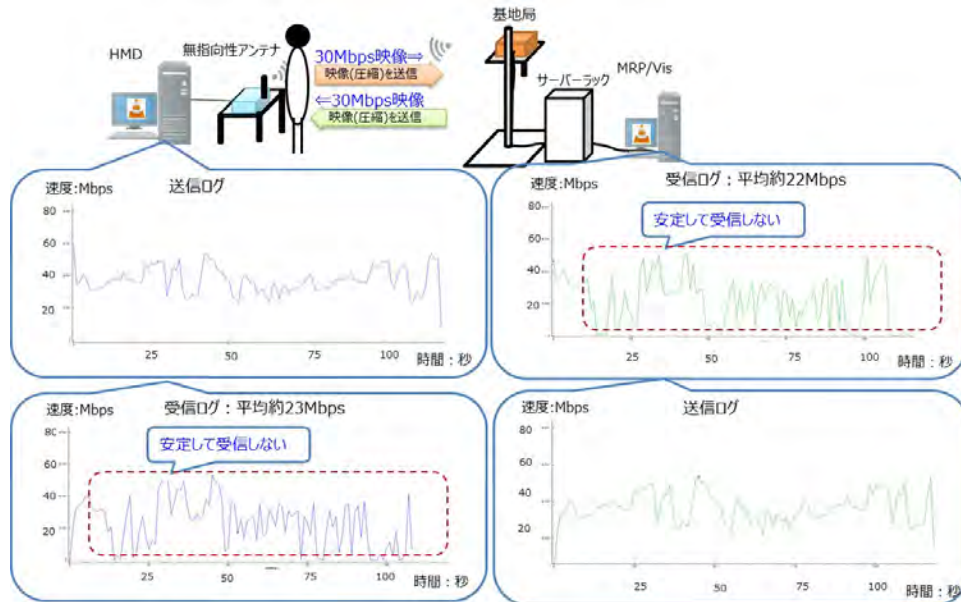 基地局
HMD
無指向性アンテナ
30Mbps映像⇒
映像(圧縮)を送信
⇐30Mbps映像
映像(圧縮)を送信
サーバーラック
MRP/Vis
速度:Mbps
送信ログ
80
60
40
20
25
50
75
100
時間:秒
速度:Mbps
受信ログ:平均約22Mbps
安定して受信しない
80
60
40
20
25
50
75
100
時間:秒
速度:Mbps
受信ログ:平均約23Mbps
安定して受信しない
80
60
40
20
25
50
75
100
時間:秒
速度:Mbps
送信ログ
80
60
40
20
25
50
75
100
時間:秒